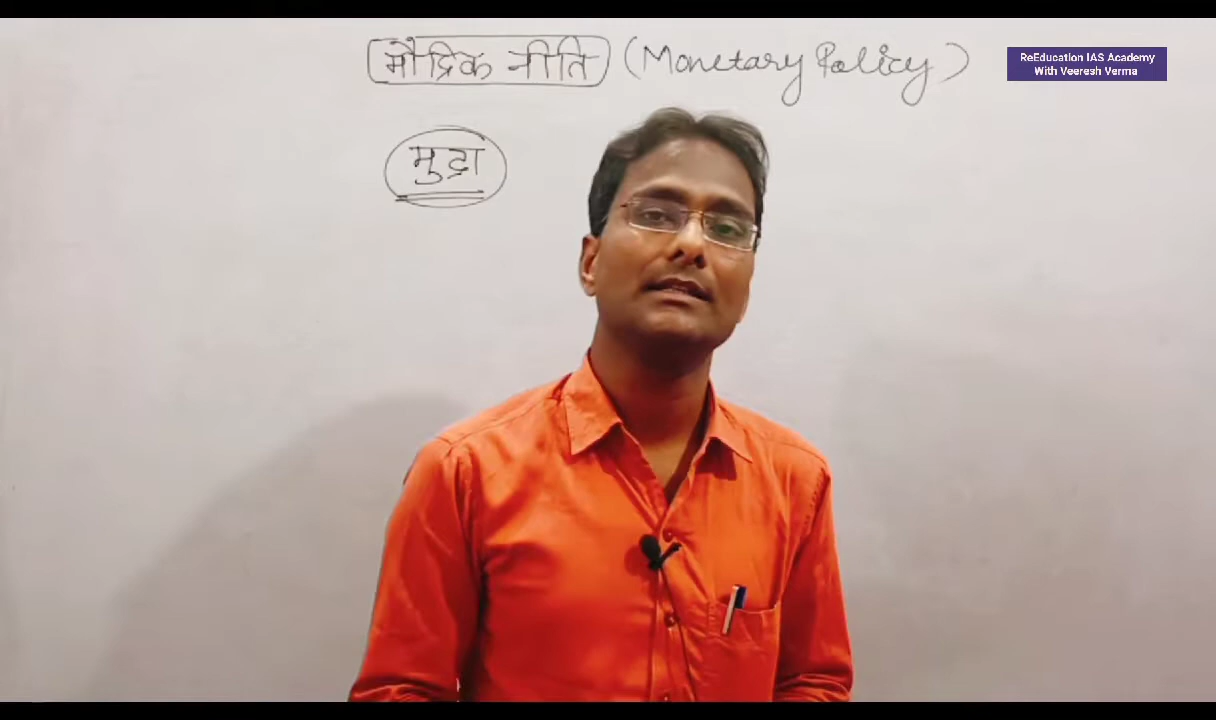 मौद्रिक नीति (Monetary Policy)
ReEducation IAS Academy
With Veeresh Verma
मुद्रा